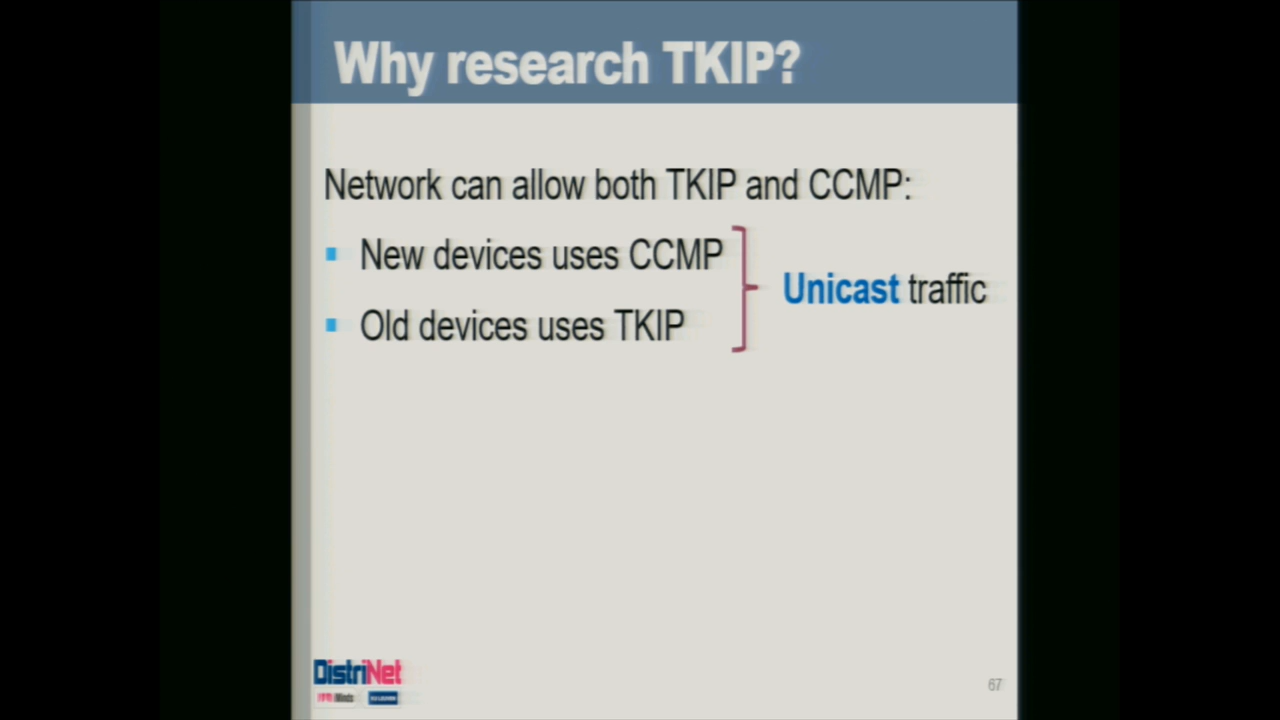 Why research TKIP?
Network can allow both TKIP and CCMP:
New devices uses CCMP
Old devices uses TKIP
Unicast traffic
DistriNet
67